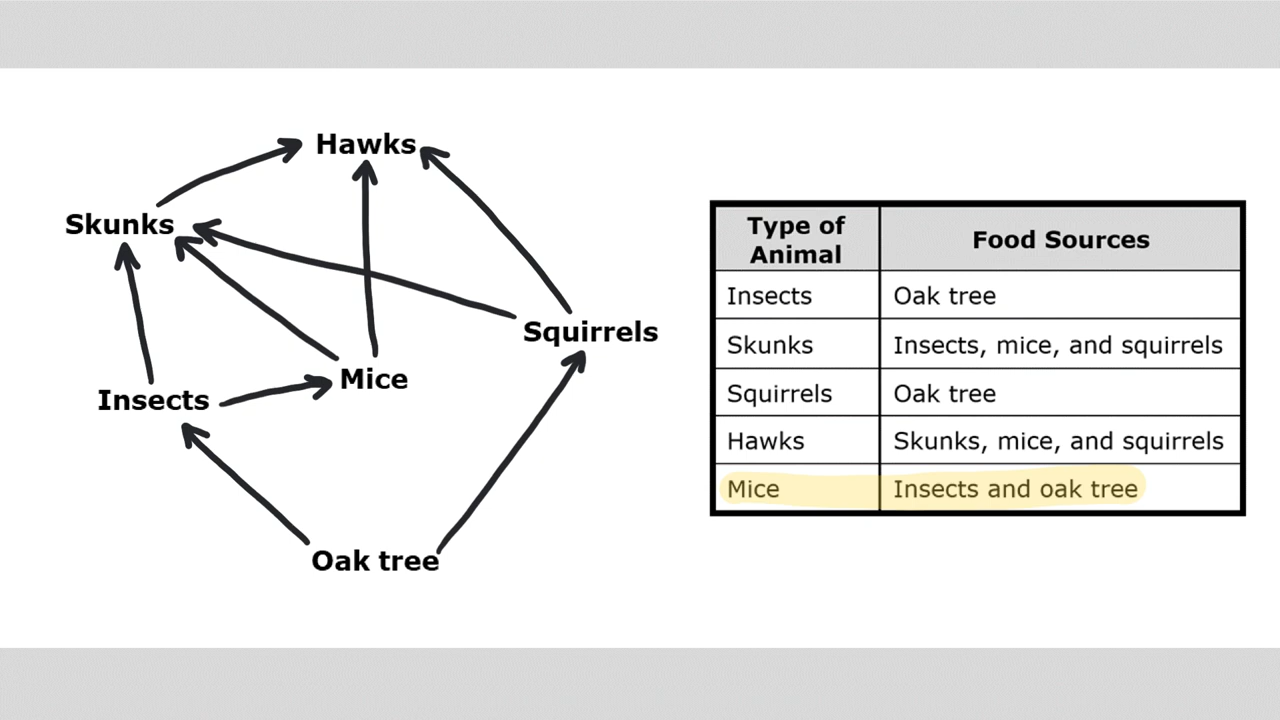 Hawks
Skunks
Squirrels
Mice
Insects
Oak tree
Type of
Animal
Food Sources
Insects
Oak tree
Skunks
Insects, mice, and squirrels
Squirrels
Oak tree
Hawks
Skunks, mice, and squirrels
Mice
Insects and oak tree